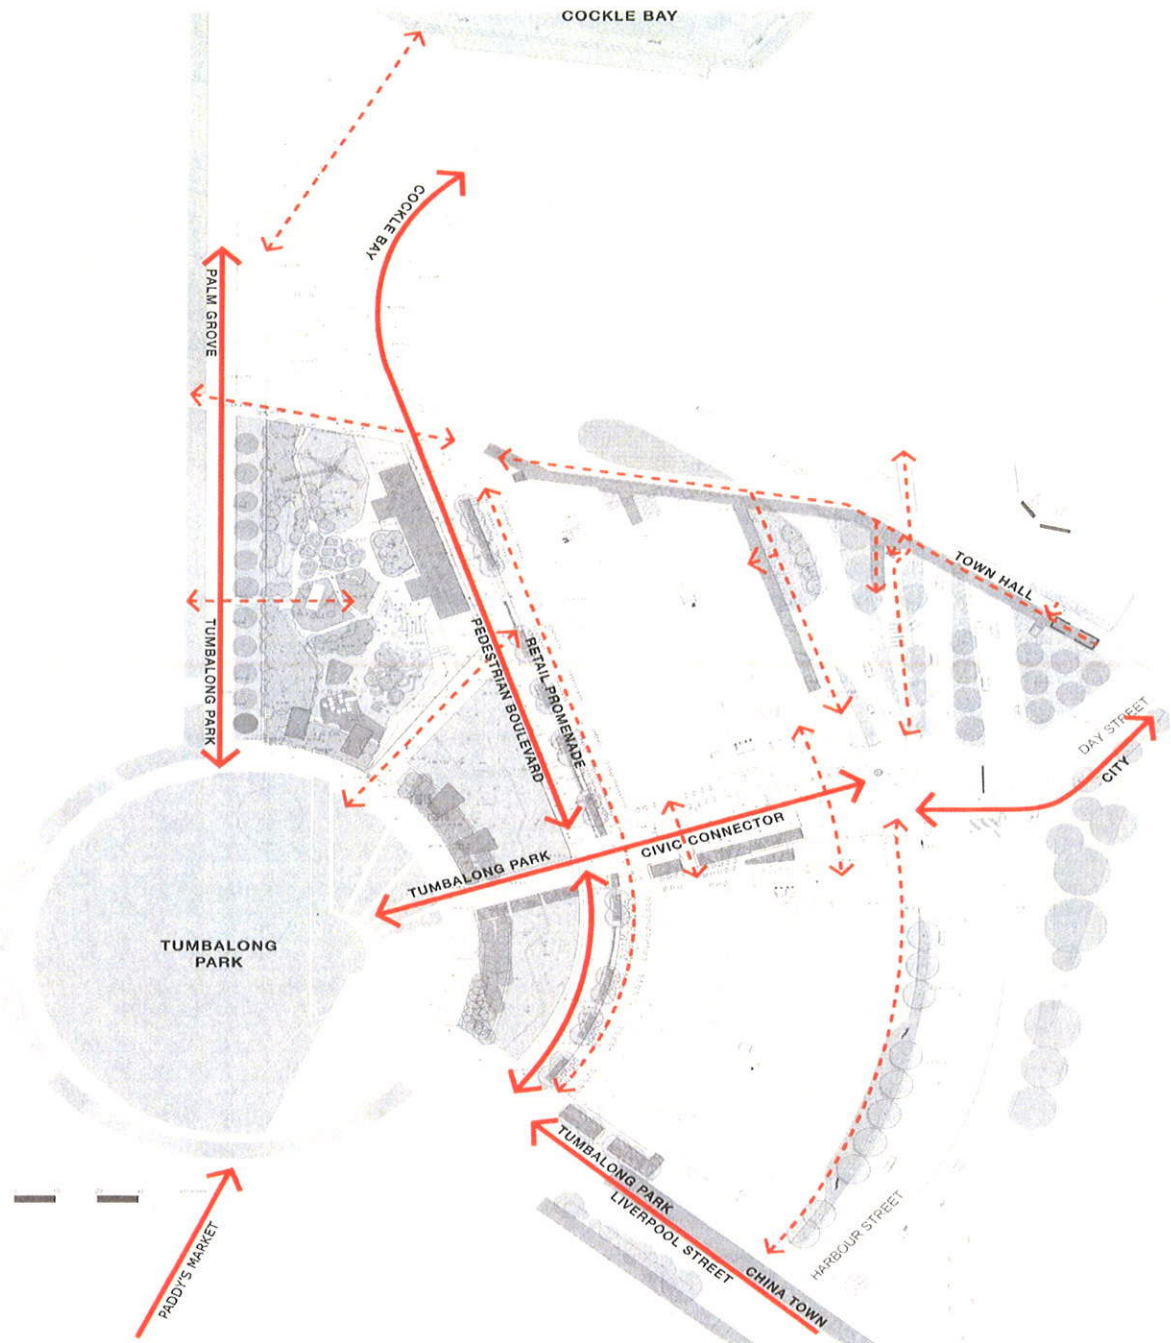 COCKLE BAY
COCKLE BAY
PALM GROVE
TOWN HALL
TUMBALONG PARK
PEDESTRIAN BOULEVARD
RETAIL PROMENADE
DAY STREET
CITY
CIVIC CONNECTOR
TUMBALONG PARK
TUMBALONG
PARK
TUMBALONG PARK
LIVERPOOL STREET
CHINA TOWN
HARBOUR STREET
PADDY'S MARKET